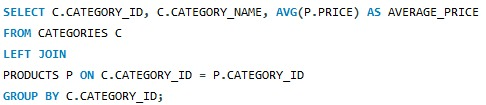 SELECT C.CATEGORY_ID, C.CATEGORY_NAME, AVG(P.PRICE) AS AVERAGE_PRICE
FROM CATEGORIES C
LEFT JOIN
PRODUCTS P ON C.CATEGORY_ID = P.CATEGORY_ID
GROUP BY C.CATEGORY_ID;